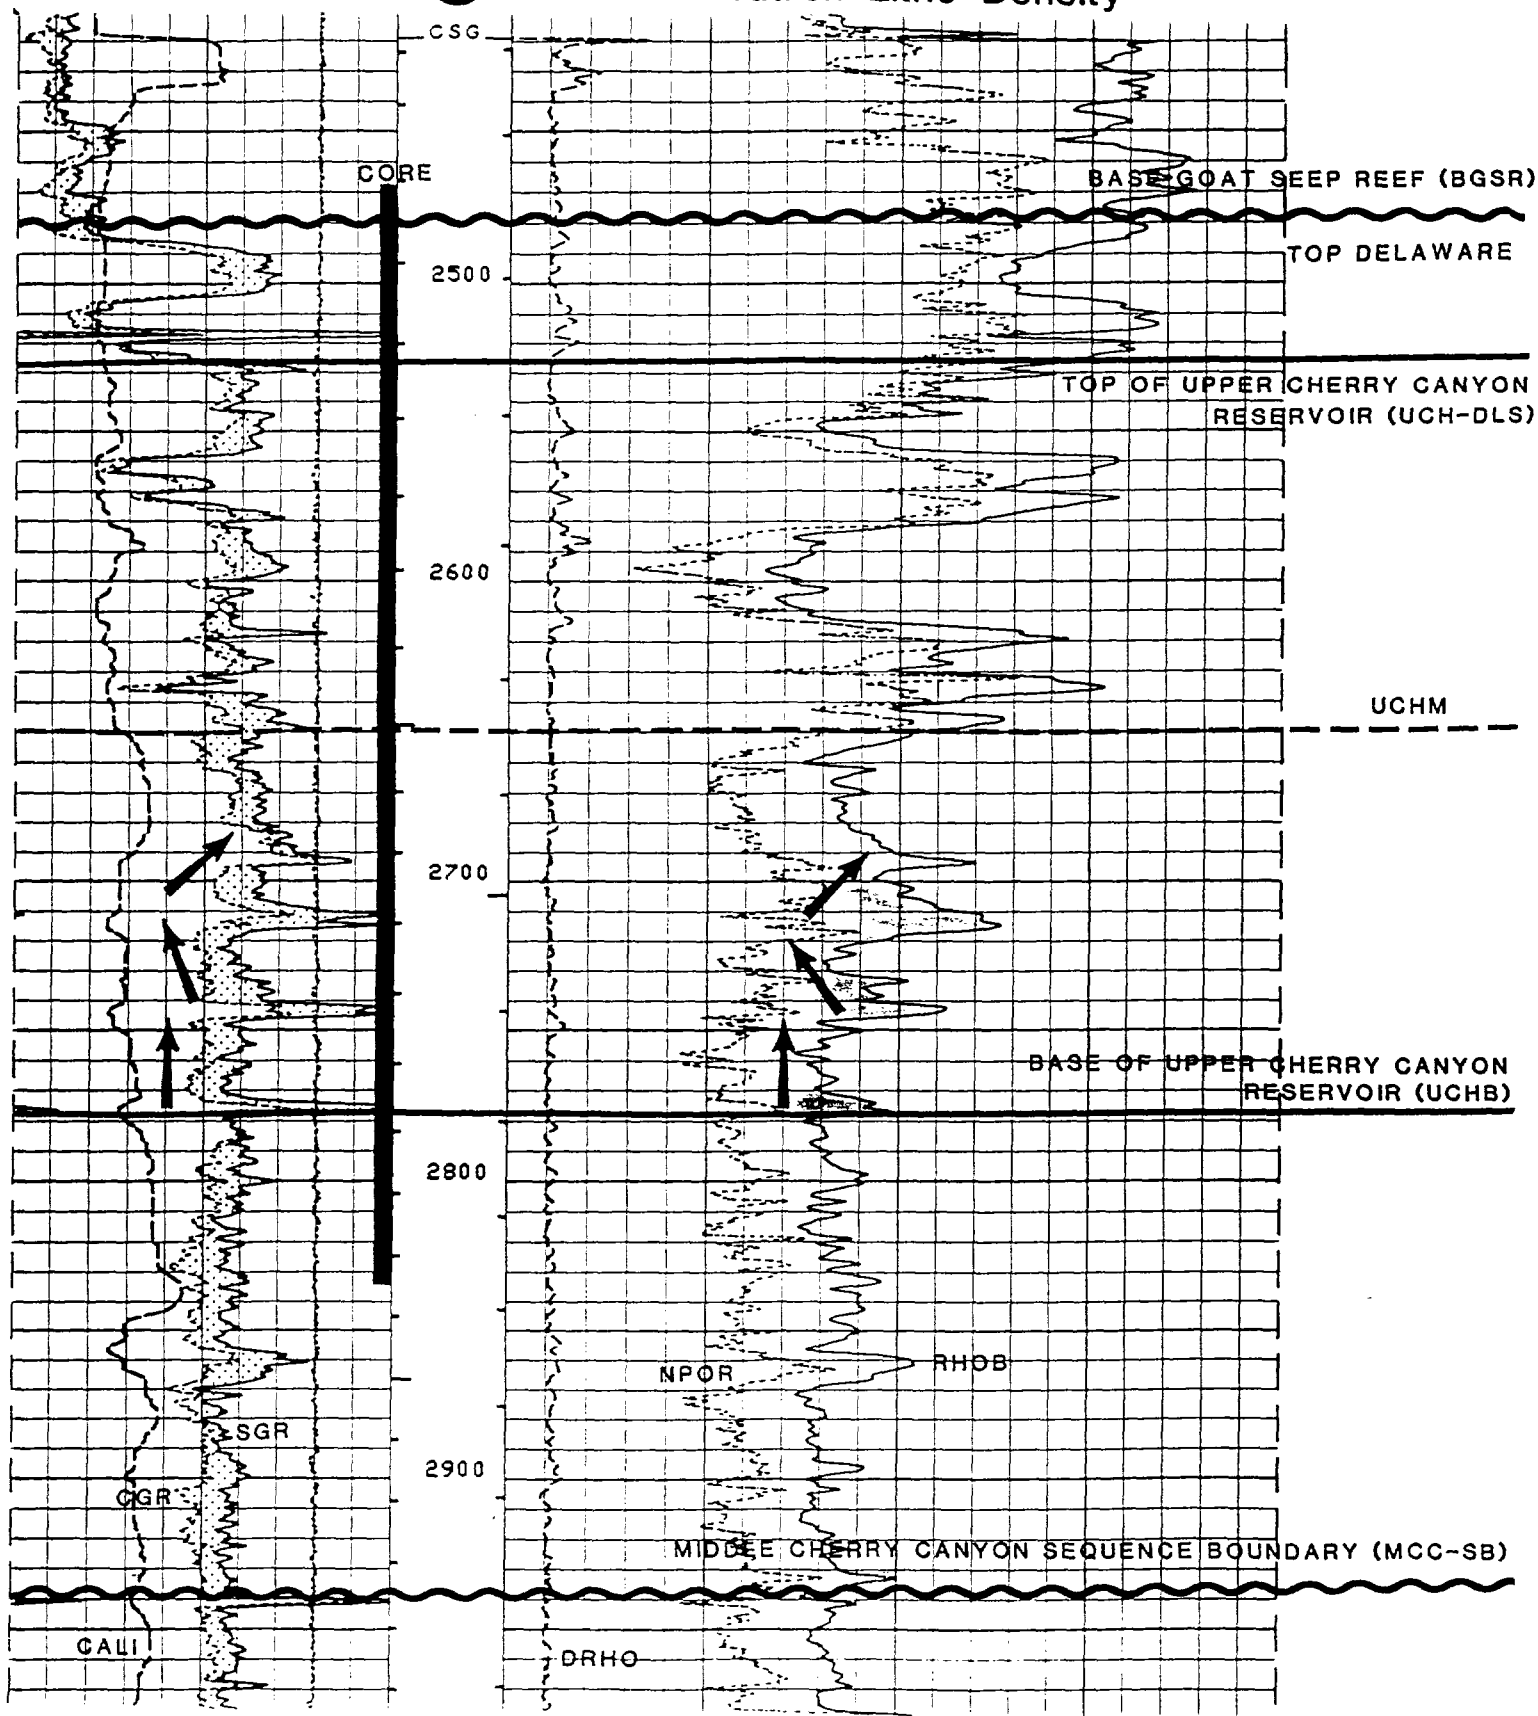 Litho-Density
CSG
CORE
BASE GOAT SEEP REEF (BGSR)
TOP DELAWARE
2500
TOP OF UPPER CHERRY CANYON
RESERVOIR (UCH-DLS)
2600
UCHM
2700
BASE OF UPPER CHERRY CANYON
RESERVOIR (UCHB)
2800
NPOR
RHOB
SGR
2900
CGR
MIDDLE CHERRY CANYON SEQUENCE BOUNDARY (MCC-SB)
CALI
DRHO